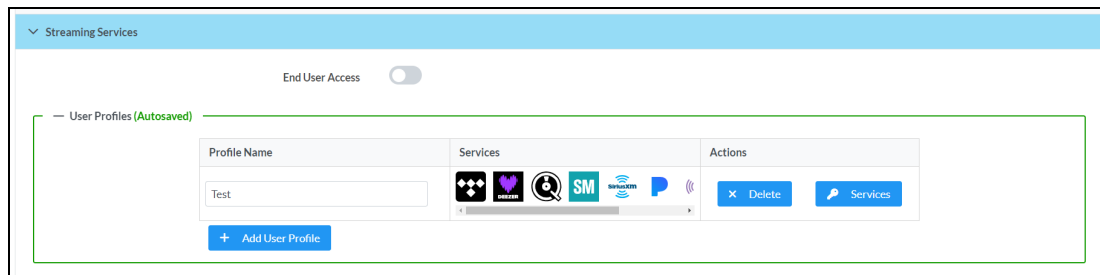 Streaming Services
End User Access
User Profiles (Autosaved)
Profile Name Services Actions
Test DEEZER SM SiriusXM Delete Services
Add User Profile